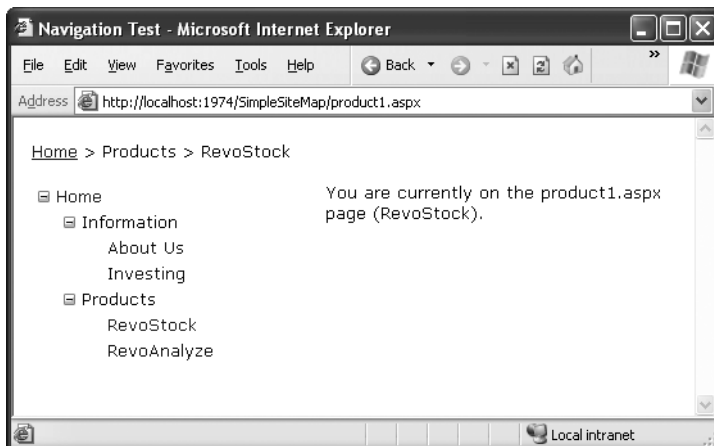 Navigation Test - Microsoft Internet Explorer
File Edit View Favorites Tools Help Back »
Address http://localhost:1974/SimpleSiteMap/product1.aspx
Home > Products > RevoStock
Home
Information
About Us
Investing
Products
RevoStock
RevoAnalyze
You are currently on the product1.aspx
page (RevoStock).
Local intranet